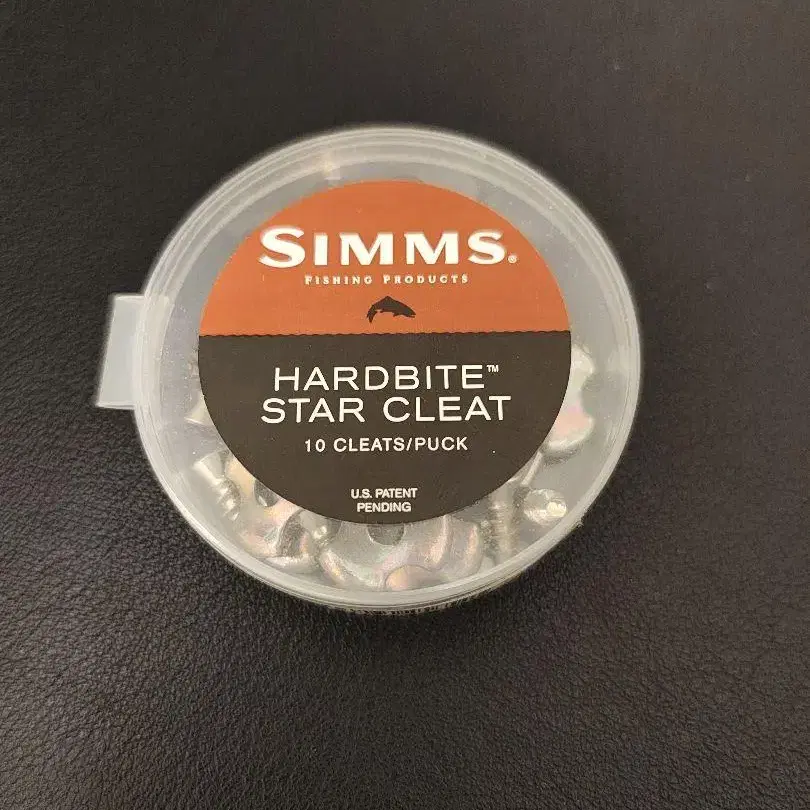 SIMMS®
FISHING PRODUCTS
HARDBITE™
STAR CLEAT
10 CLEATS/PUCK
U.S. PATENT
PENDING